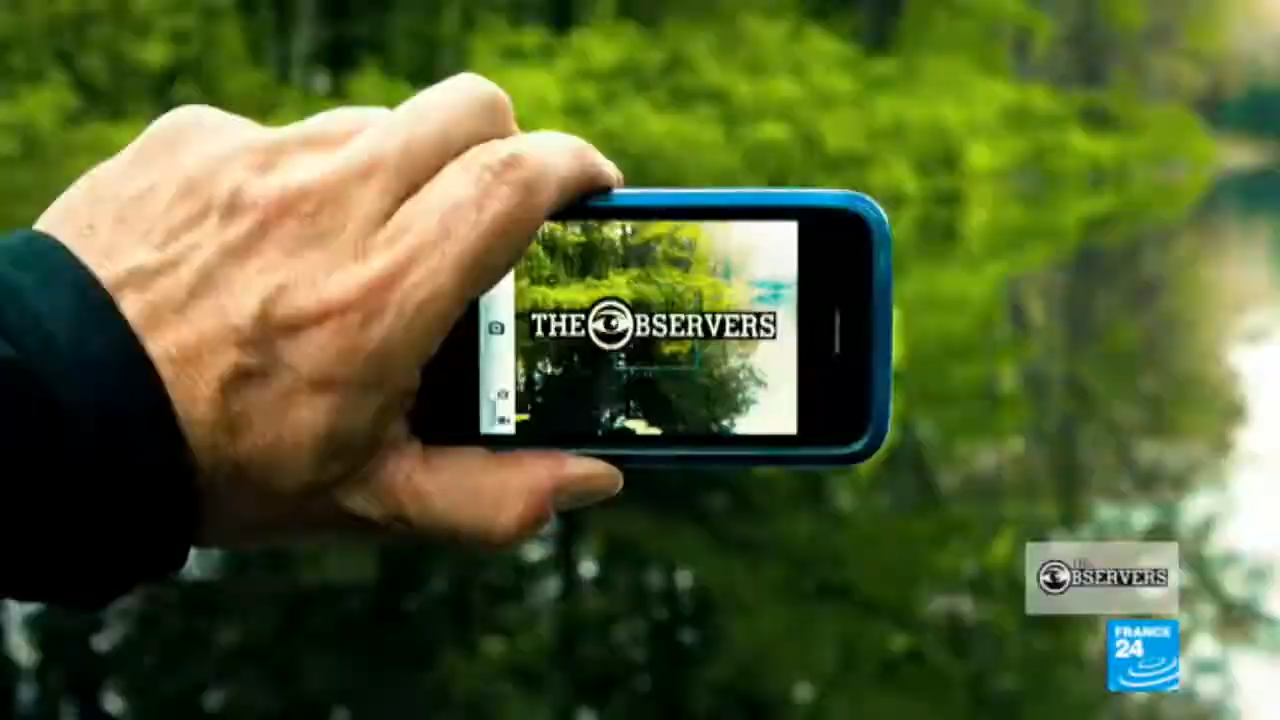 THE OBSERVERS
THE
OBSERVERS
FRANCE
24